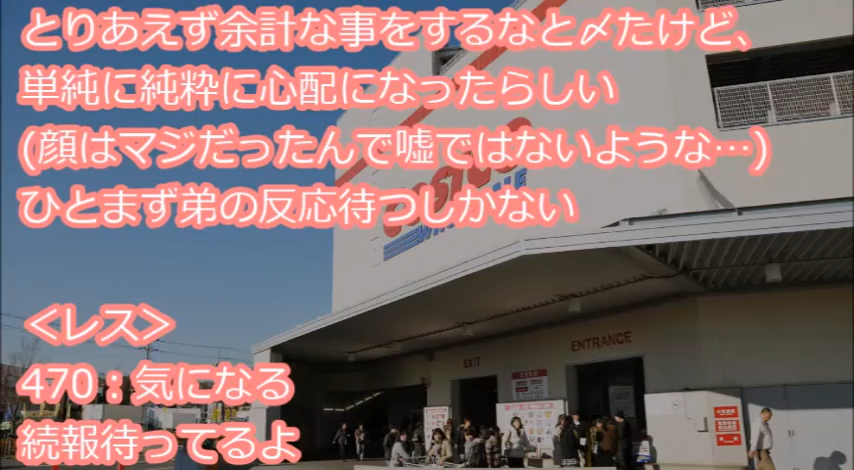 とりあえず余計な事をするなと〆たけど、
単純に純粋に心配になったらしい
(顔はマジだったんで嘘ではないような…)
ひとまず弟の反応待つしかない
COSTCO
<レス>
ENTRANCE
EXIT
470：気になる
続報待ってるよ